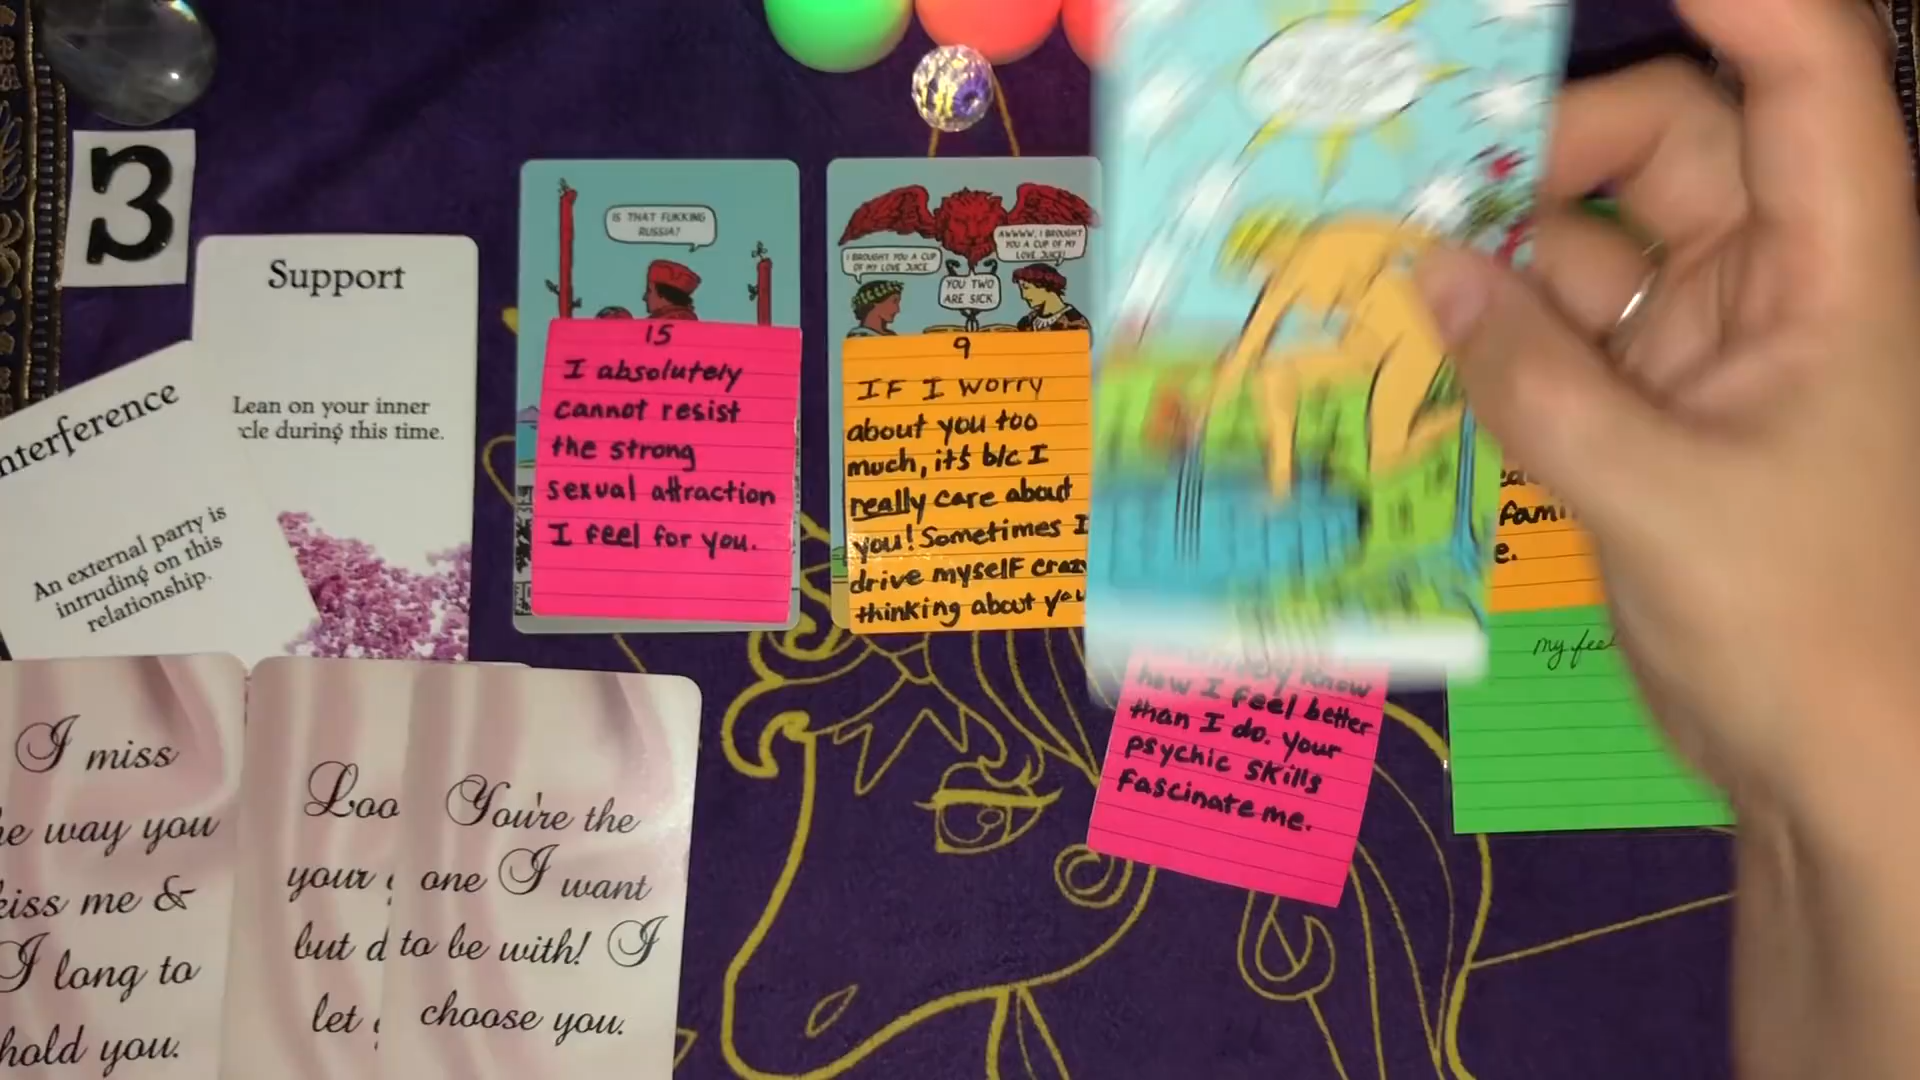 3
Support
Lean on your inner
cle during this time.
nterference
An external party is
intruding on this
relationship.
IS THAT FUKKING
RUSSIA?
15
I absolutely
cannot resist
the strong
sexual attraction
I feel for you.
I BROUGHT YOU A CUP
OF MY LOVE JUICE.
AWWWW, I BROUGHT
YOU A CUP OF MY
LOVE JUICE!
YOU TWO
ARE SICK.
9
IF I worry
about you too
much, it's b/c I
really care about
you! Sometimes I
drive myself crazy
thinking about you
know
how I feel better
than I do. Your
psychic skills
fascinate me.
fami
e.
my feel
I miss
he way you
kiss me &
I long to
hold you.
Loo
your
but d
let
You're the
one I want
to be with! I
choose you.